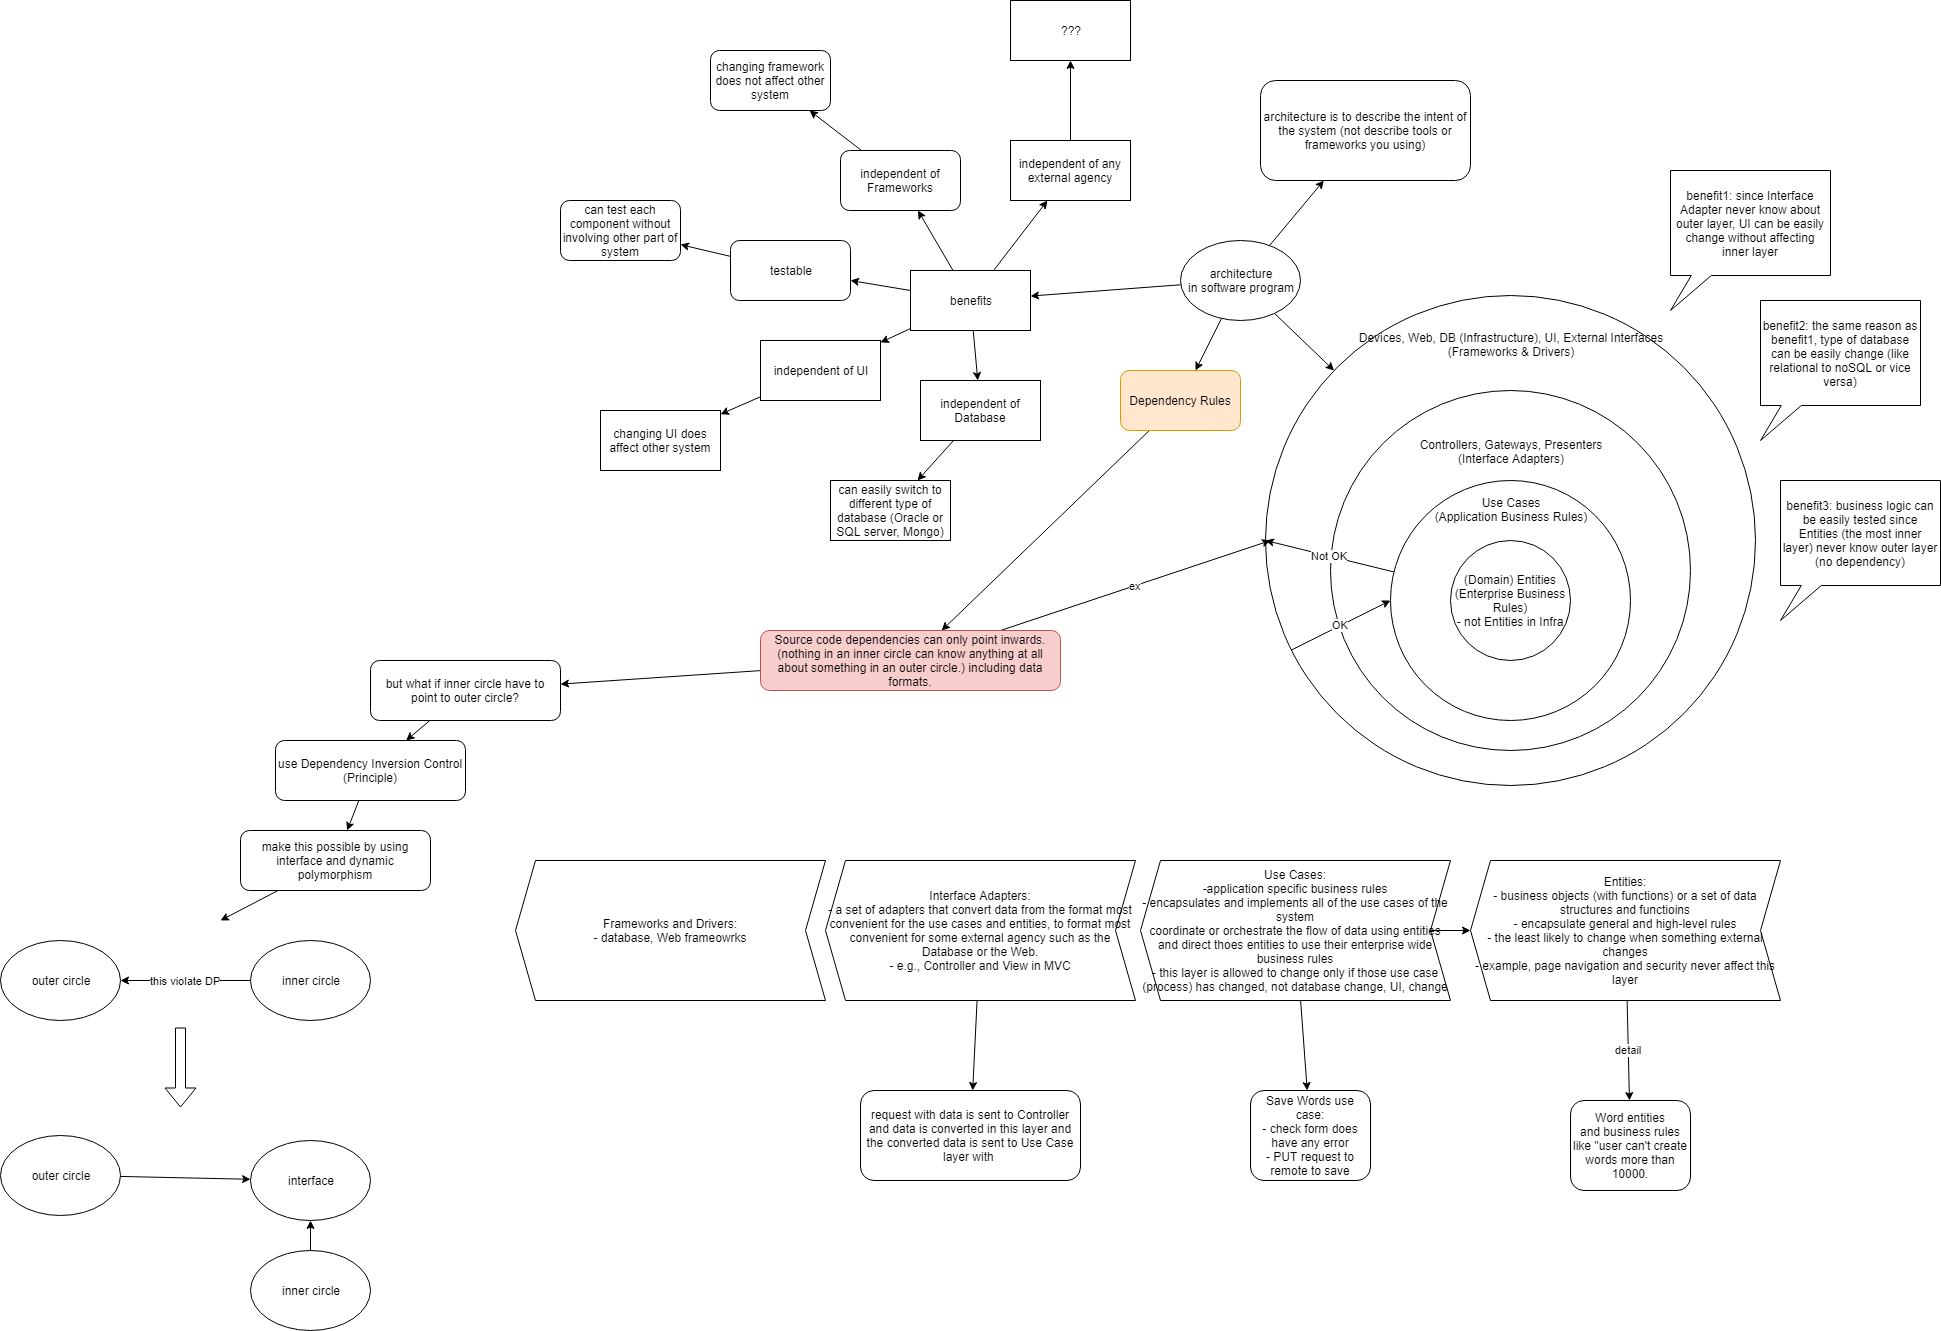 ???
changing framework
does not affect other
system
architecture is to describe the intent of
the system (not describe tools or
frameworks you using)
independent of
Frameworks
independent of any
external agency
can test each
component without
involving other part of
system
testable
benefits
architecture
in software program
benefit1: since Interface
Adapter never know about
outer layer, UI can be easily
change without affecting
inner layer
independent of UI
changing UI does
affect other system
independent of
Database
can easily switch to
different type of
database (Oracle or
SQL server, Mongo)
Dependency Rules
Devices, Web, DB (Infrastructure), UI, External Interfaces
(Frameworks & Drivers)
benefit2: the same reason as
benefit1, type of database
can be easily change (like
relational to noSQL or vice
versa)
Controllers, Gateways, Presenters
(Interface Adapters)
Use Cases
(Application Business Rules)
benefit3: business logic can
be easily tested since
Entities (the most inner
layer) never know outer layer
(no dependency)
Not OK
ex
(Domain) Entities
(Enterprise Business
Rules)
- not Entities in Infra
OK
Source code dependencies can only point inwards.
(nothing in an inner circle can know anything at all
about something in an outer circle.) including data
formats.
but what if inner circle have to
point to outer circle?
use Dependency Inversion Control
(Principle)
make this possible by using
interface and dynamic
polymorphism
outer circle
this violate DP
inner circle
outer circle
interface
inner circle
Frameworks and Drivers:
- database, Web frameowrks
Interface Adapters:
- a set of adapters that convert data from the format most
convenient for the use cases and entities, to format most
convenient for some external agency such as the
Database or the Web.
- e.g., Controller and View in MVC
Use Cases:
-application specific business rules
- encapsulates and implements all of the use cases of the
system
coordinate or orchestrate the flow of data using entities
and direct thoes entities to use their enterprise wide
business rules
- this layer is allowed to change only if those use case
(process) has changed, not database change, UI, change
Entities:
- business objects (with functions) or a set of data
structures and functioins
- encapsulate general and high-level rules
- the least likely to change when something external
changes
- example, page navigation and security never affect this
layer
request with data is sent to Controller
and data is converted in this layer and
the converted data is sent to Use Case
layer with
Save Words use
case:
- check form does
have any error
- PUT request to
remote to save
detail
Word entities
and business rules
like "user can't create
words more than
10000.